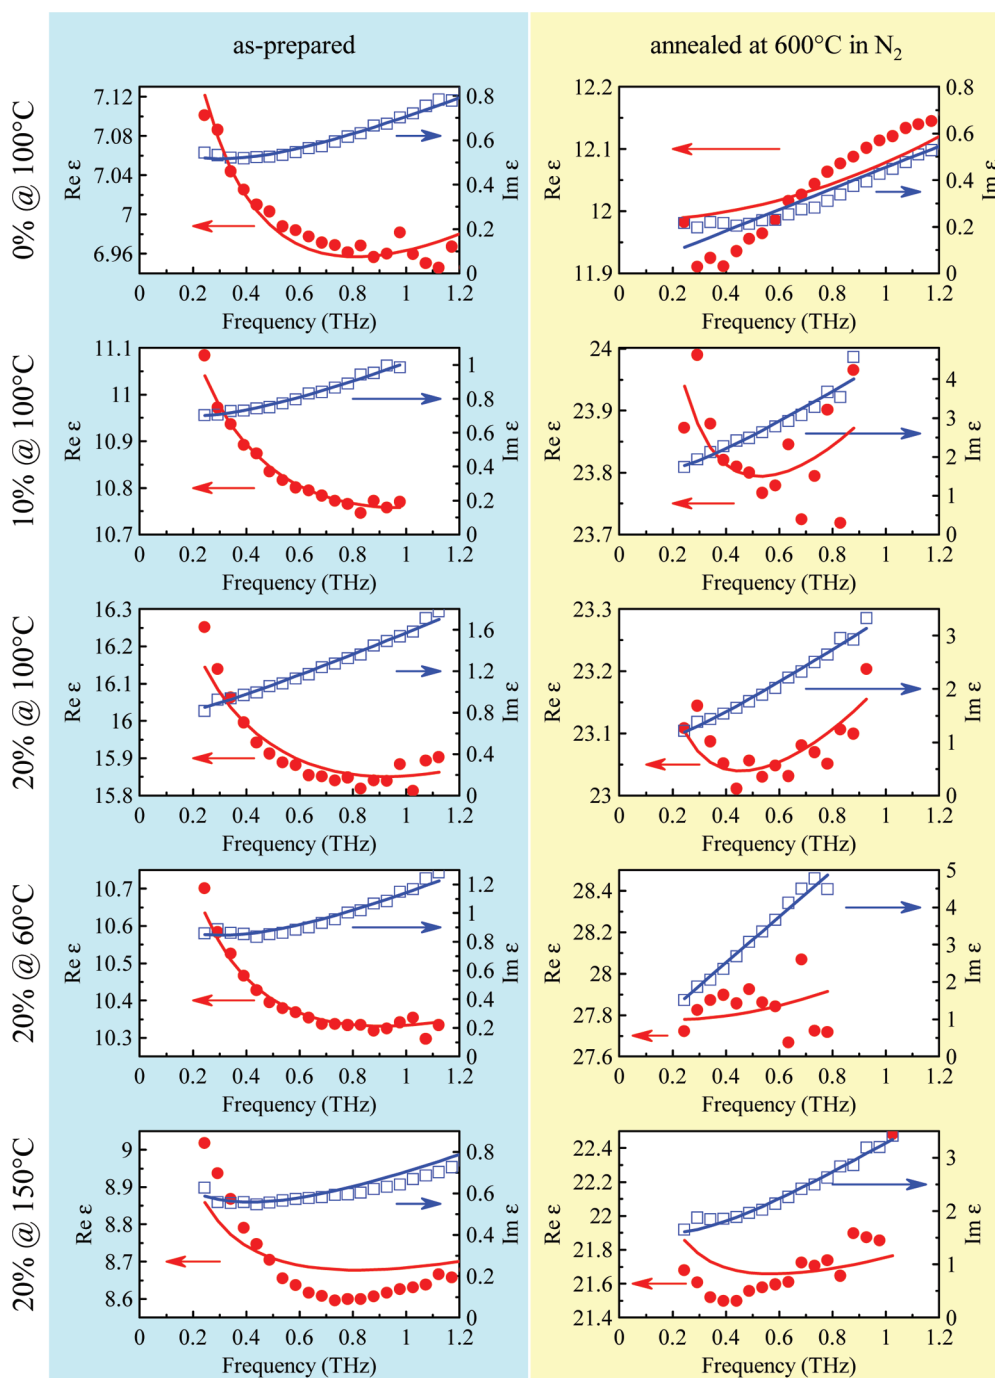 as-prepared
annealed at 600°C in N₂
0% @ 100°C
Re ε
7.12
7.08
7.04
7
6.96
0.8
0.6
0.4
0.2
0
Im ε
0 0.2 0.4 0.6 0.8 1 1.2
Frequency (THz)
Re ε
12.2
12.1
12
11.9
0.8
0.6
0.4
0.2
0
Im ε
0 0.2 0.4 0.6 0.8 1 1.2
Frequency (THz)
10% @ 100°C
Re ε
11.1
11
10.9
10.8
10.7
1
0.8
0.6
0.4
0.2
0
Im ε
0 0.2 0.4 0.6 0.8 1 1.2
Frequency (THz)
Re ε
24
23.9
23.8
23.7
4
3
2
1
0
Im ε
0 0.2 0.4 0.6 0.8 1 1.2
Frequency (THz)
20% @ 100°C
Re ε
16.3
16.2
16.1
16
15.9
15.8
1.6
1.2
0.8
0.4
0
Im ε
0 0.2 0.4 0.6 0.8 1 1.2
Frequency (THz)
Re ε
23.3
23.2
23.1
23
3
2
1
0
Im ε
0 0.2 0.4 0.6 0.8 1 1.2
Frequency (THz)
20% @ 60°C
Re ε
10.7
10.6
10.5
10.4
10.3
1.2
1
0.8
0.6
0.4
0.2
0
Im ε
0 0.2 0.4 0.6 0.8 1 1.2
Frequency (THz)
Re ε
28.4
28.2
28
27.8
27.6
5
4
3
2
1
0
Im ε
0 0.2 0.4 0.6 0.8 1 1.2
Frequency (THz)
20% @ 150°C
Re ε
9
8.9
8.8
8.7
8.6
0.8
0.6
0.4
0.2
0
Im ε
0 0.2 0.4 0.6 0.8 1 1.2
Frequency (THz)
Re ε
22.4
22.2
22
21.8
21.6
21.4
3
2
1
0
Im ε
0 0.2 0.4 0.6 0.8 1 1.2
Frequency (THz)